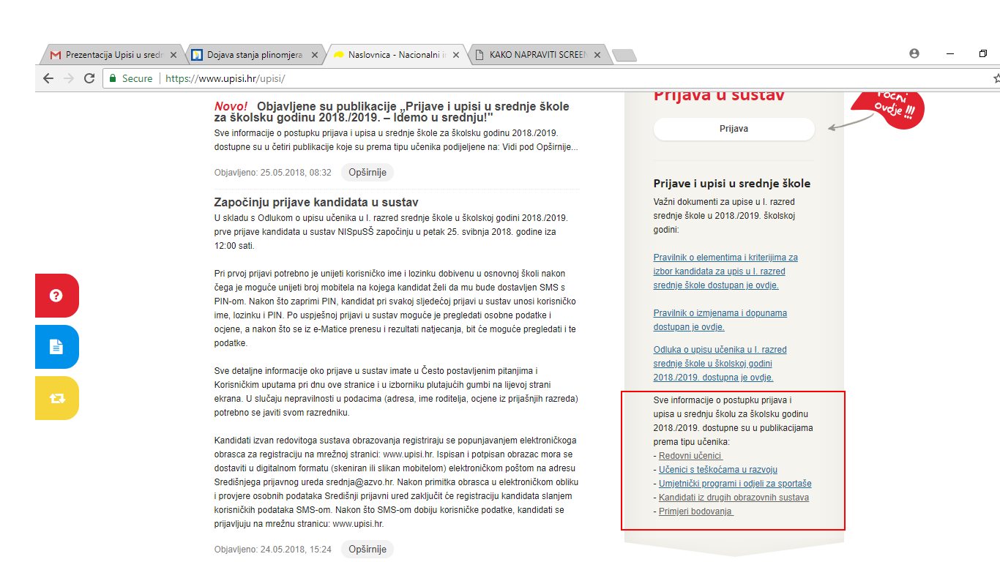 Prezentacija Upisi u sredn
Dojava stanja plinomjera
Naslovnica - Nacionalni in
KAKO NAPRAVITI SCREEN
Secure
https://www.upisi.hr/upisi/
Novo! Objavljene su publikacije „Prijave i upisi u srednje škole
za školsku godinu 2018./2019. – Idemo u srednju!"
Sve informacije o postupku prijava i upisa u srednje škole za školsku godinu 2018./2019.
dostupne su u četiri publikacije koje su prema tipu učenika podijeljene na: Vidi pod Opširnije...
Objavljeno: 25.05.2018, 08:32 Opširnije
Započinju prijave kandidata u sustav
U skladu s Odlukom o upisu učenika u I. razred srednje škole u školskoj godini 2018./2019.
prve prijave kandidata u sustav NISpuSŠ započinju u petak 25. svibnja 2018. godine iza
12:00 sati.
Pri prvoj prijavi potrebno je unijeti korisničko ime i lozinku dobivenu u osnovnoj školi nakon
čega je moguće unijeti broj mobitela na kojega kandidat želi da mu bude dostavljen SMS s
PIN-om. Nakon što zaprimi PIN, kandidat pri svakoj sljedećoj prijavi u sustav unosi korisničko
ime, lozinku i PIN. Po uspješnoj prijavi u sustav moguće je pregledati osobne podatke i
ocjene, a nakon što se iz e-Matice prenesu i rezultati natjecanja, bit će moguće pregledati i te
podatke.
Sve detaljne informacije oko prijave u sustav imate u Često postavljenim pitanjima i
Korisničkim uputama pri dnu ove stranice i u izborniku plutajućih gumbi na lijevoj strani
ekrana. U slučaju nepravilnosti u podacima (adresa, ime roditelja, ocjene iz prijašnjih razreda)
potrebno se javiti svom razredniku.
Kandidati izvan redovitoga sustava obrazovanja registriraju se popunjavanjem elektroničkoga
obrasca za registraciju na mrežnoj stranici: www.upisi.hr. Ispisan i potpisan obrazac mora se
dostaviti u digitalnom formatu (skeniran ili slikan mobitelom) elektroničkom poštom na adresu
Središnjega prijavnog ureda srednja@azvo.hr. Nakon primitka obrasca u elektroničkom obliku
i provjere osobnih podataka Središnji prijavni ured zaključit će registraciju kandidata slanjem
korisničkih podataka SMS-om. Nakon što SMS-om dobiju korisničke podatke, kandidati se
prijavljuju na mrežnu stranicu: www.upisi.hr.
Objavljeno: 24.05.2018, 15:24 Opširnije
Prijava u sustav
Počni
ovdje !!!
Prijava
Prijave i upisi u srednje škole
Važni dokumenti za upise u I. razred
srednje škole u 2018./2019. školskoj
godini:
Pravilnik o elementima i kriterijima za
izbor kandidata za upis u I. razred
srednje škole dostupan je ovdje.
Pravilnik o izmjenama i dopunama
dostupan je ovdje.
Odluka o upisu učenika u I. razred
srednje škole u školskoj godini
2018./2019. dostupna je ovdje.
Sve informacije o postupku prijava i
upisa u srednju školu za školsku godinu
2018./2019. dostupne su u publikacijama
prema tipu učenika:
- Redovni učenici
- Učenici s teškoćama u razvoju
- Umjetnički programi i odjeli za sportaše
- Kandidati iz drugih obrazovnih sustava
- Primjeri bodovanja